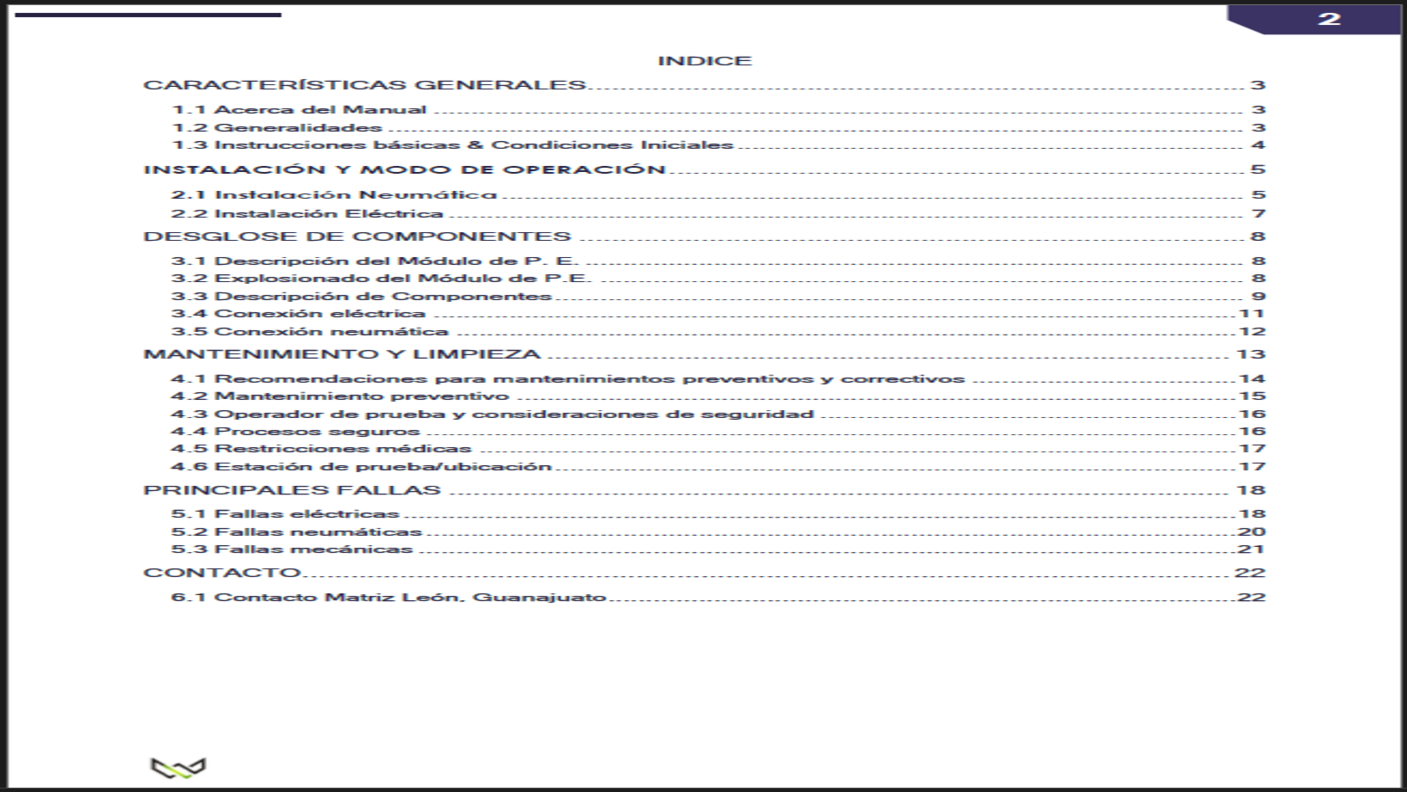 2
INDICE
CARACTERÍSTICAS GENERALES 3
1.1 Acerca del Manual 3
1.2 Generalidades 3
1.3 Instrucciones básicas & Condiciones Iniciales 4
INSTALACIÓN Y MODO DE OPERACIÓN 5
2.1 Instalación Neumática 5
2.2 Instalación Eléctrica 7
DESGLOSE DE COMPONENTES 8
3.1 Descripción del Módulo de P. E. 8
3.2 Explosionado del Módulo de P.E. 8
3.3 Descripción de Componentes 9
3.4 Conexión eléctrica 11
3.5 Conexión neumática 12
MANTENIMIENTO Y LIMPIEZA 13
4.1 Recomendaciones para mantenimientos preventivos y correctivos 14
4.2 Mantenimiento preventivo 15
4.3 Operador de prueba y consideraciones de seguridad 16
4.4 Procesos seguros 16
4.5 Restricciones médicas 17
4.6 Estación de prueba/ubicación 17
PRINCIPALES FALLAS 18
5.1 Fallas eléctricas 18
5.2 Fallas neumáticas 20
5.3 Fallas mecánicas 21
CONTACTO 22
6.1 Contacto Matriz León, Guanajuato 22